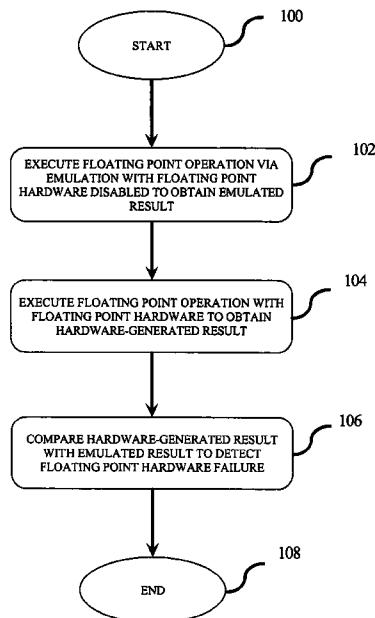 100
START
102
EXECUTE FLOATING POINT OPERATION VIA
EMULATION WITH FLOATING POINT
HARDWARE DISABLED TO OBTAIN EMULATED
RESULT
104
EXECUTE FLOATING POINT OPERATION WITH
FLOATING POINT HARDWARE TO OBTAIN
HARDWARE-GENERATED RESULT
106
COMPARE HARDWARE-GENERATED RESULT
WITH EMULATED RESULT TO DETECT
FLOATING POINT HARDWARE FAILURE
108
END